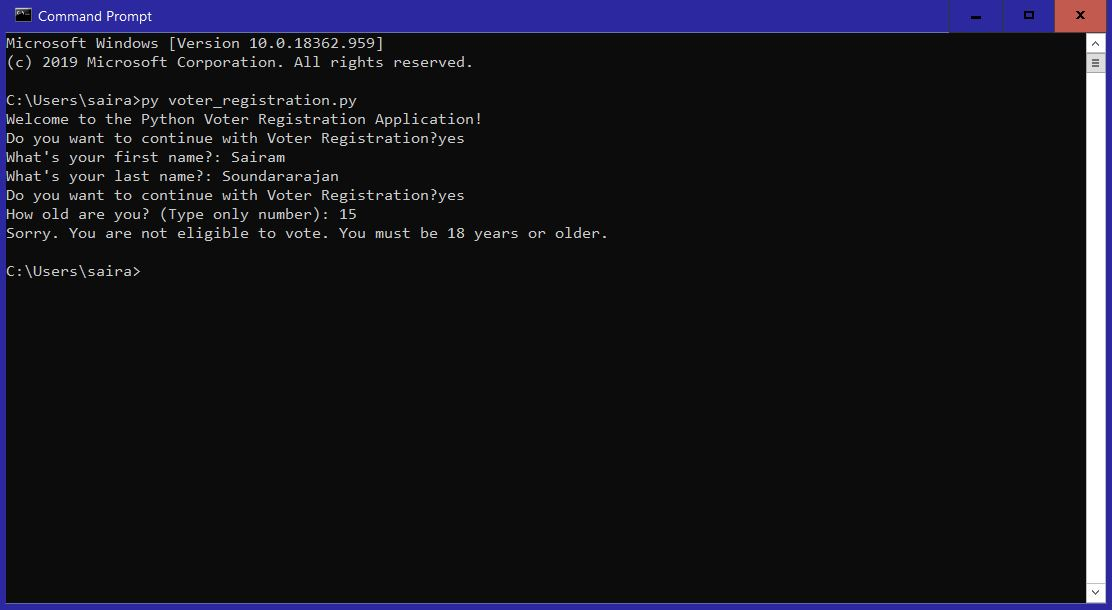 Command Prompt
Microsoft Windows [Version 10.0.18362.959]
(c) 2019 Microsoft Corporation. All rights reserved.
C:\Users\saira>py voter_registration.py
Welcome to the Python Voter Registration Application!
Do you want to continue with Voter Registration?yes
What's your first name?: Sairam
What's your last name?: Soundararajan
Do you want to continue with Voter Registration?yes
How old are you? (Type only number): 15
Sorry. You are not eligible to vote. You must be 18 years or older.
C:\Users\saira>